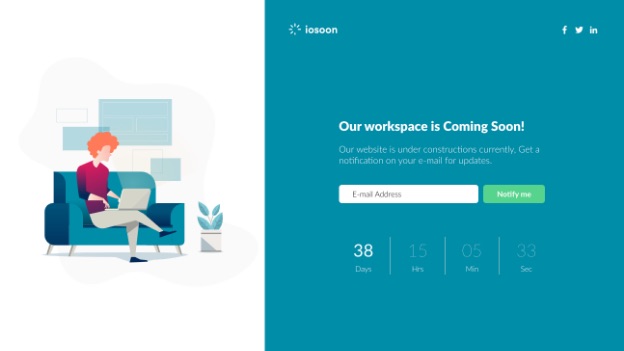 iosoon
Our workspace is Coming Soon!
Our website is under constructions currently, Get a
notification on your e-mail for updates.
E-mail Address
Notify me
38 15 05 33
Days Hrs Min Sec